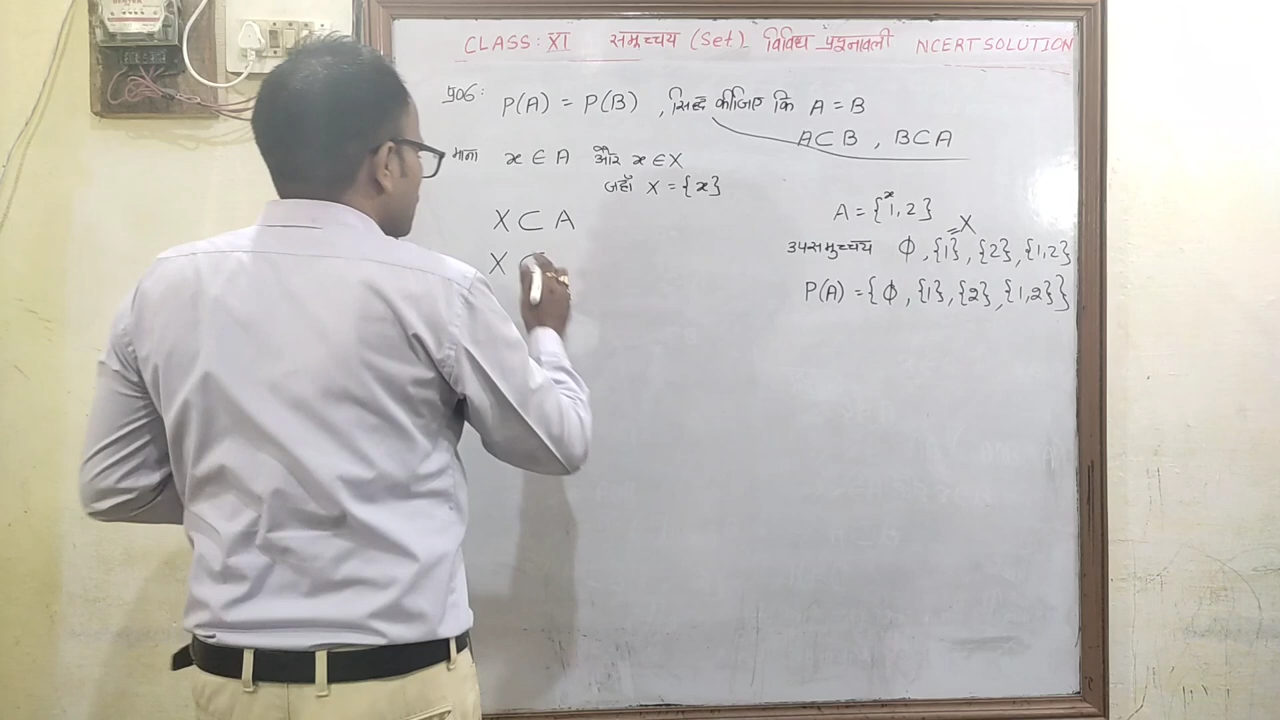 CLASS: XI समुच्चय (Set) विविध प्रश्नावली NCERT SOLUTION
प्र06: P(A) = P(B) , सिद्ध कीजिए कि A = B
A⊂B , B⊂A
माना x ∈ A और x ∈ X
जहाँ X = {x}
X ⊂ A
X
x
A = {1,2}
=X
उपसमुच्चय ϕ , {1} , {2} , {1,2}
P(A) = {ϕ , {1}, {2}, {1,2}}